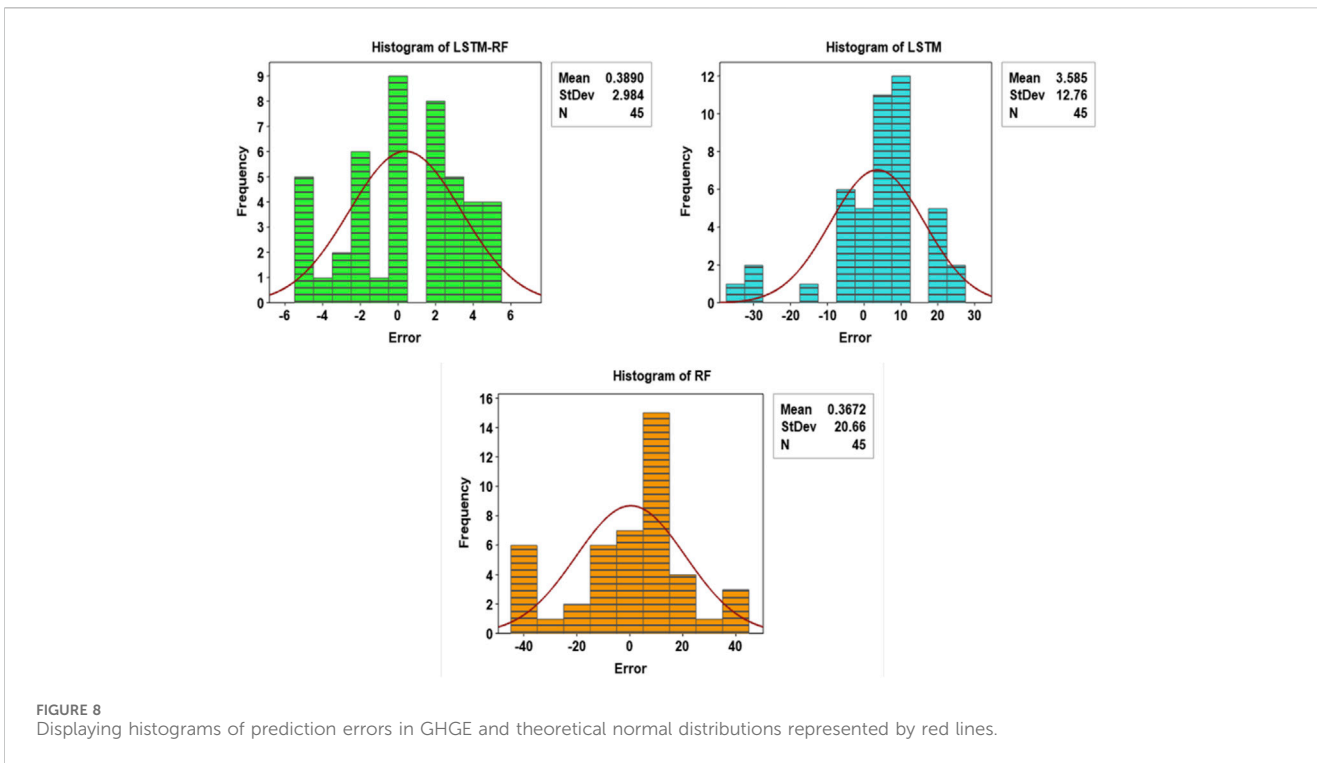 Histogram of LSTM-RF
Mean 0.3890
StDev 2.984
N 45
9
8
7
6
5
4
3
2
1
0
Frequency
-6 -4 -2 0 2 4 6
Error
Histogram of LSTM
Mean 3.585
StDev 12.76
N 45
12
10
8
6
4
2
0
Frequency
-30 -20 -10 0 10 20 30
Error
Histogram of RF
Mean 0.3672
StDev 20.66
N 45
16
14
12
10
8
6
4
2
0
Frequency
-40 -20 0 20 40
Error
FIGURE 8
Displaying histograms of prediction errors in GHGE and theoretical normal distributions represented by red lines.